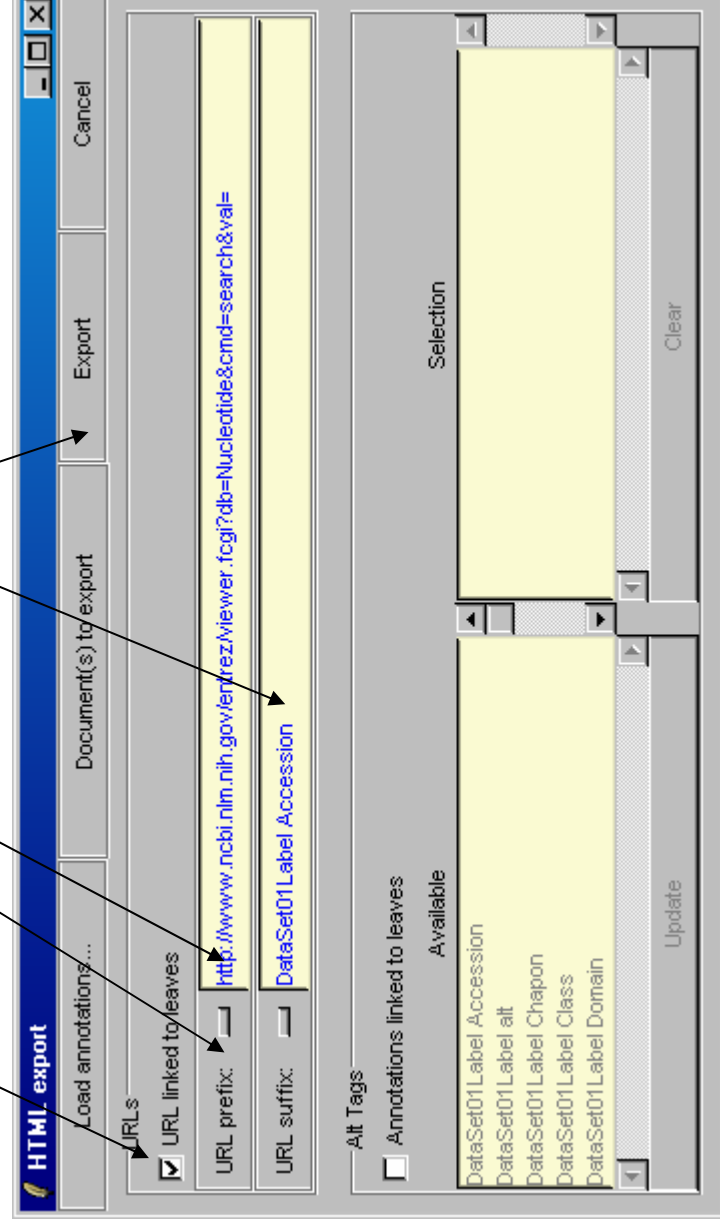 HTML export
Load annotations... Document(s) to export Export Cancel
URLs
URL linked to leaves
URL prefix: http://www.ncbi.nlm.nih.gov/entrez/viewer.fcgi?db=Nucleotide&cmd=search&val=
URL suffix: DataSet01Label Accession
Alt Tags
Annotations linked to leaves
Available Selection
DataSet01Label Accession
DataSet01Label alt
DataSet01Label Chapon
DataSet01Label Class
DataSet01Label Domain
Update Clear